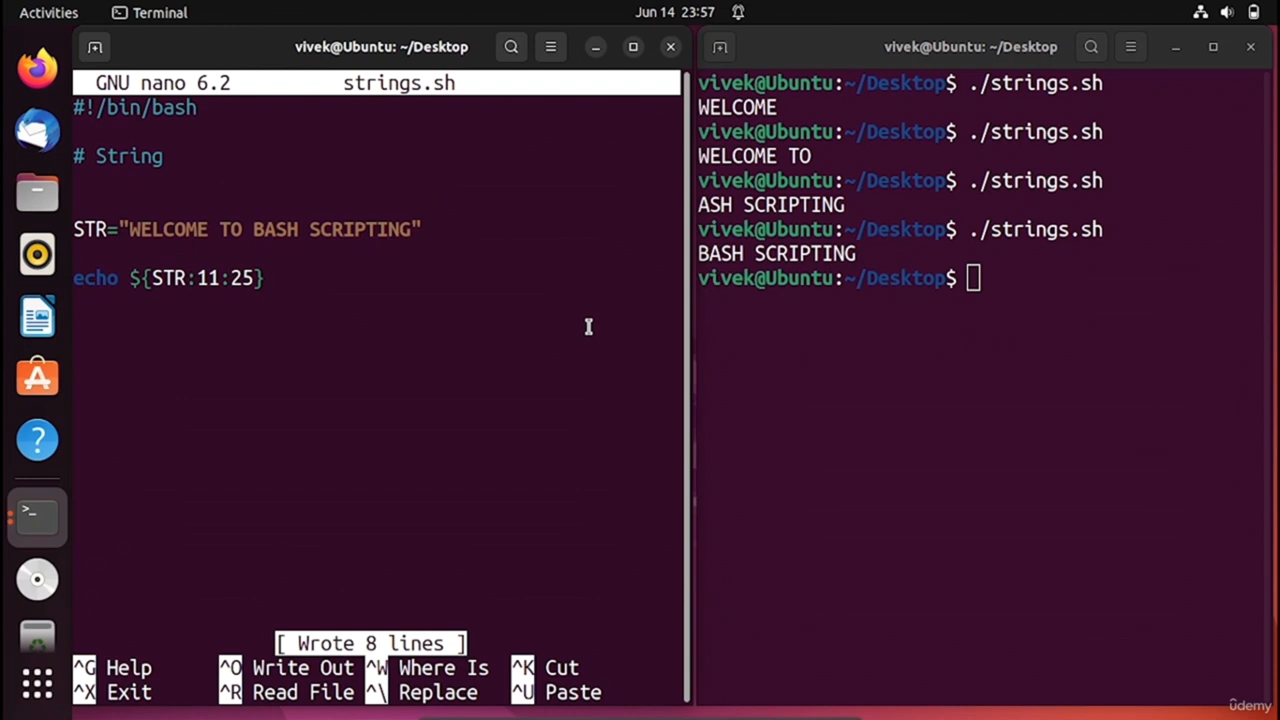 Activities
Terminal
Jun 14 23:57
vivek@Ubuntu: ~/Desktop
GNU nano 6.2 strings.sh
#!/bin/bash
# String
STR="WELCOME TO BASH SCRIPTING"
echo ${STR:11:25}
[ Wrote 8 lines ]
^G Help ^O Write Out ^W Where Is ^K Cut
^X Exit ^R Read File ^\ Replace ^U Paste
vivek@Ubuntu: ~/Desktop
vivek@Ubuntu:~/Desktop$ ./strings.sh
WELCOME
vivek@Ubuntu:~/Desktop$ ./strings.sh
WELCOME TO
vivek@Ubuntu:~/Desktop$ ./strings.sh
ASH SCRIPTING
vivek@Ubuntu:~/Desktop$ ./strings.sh
BASH SCRIPTING
vivek@Ubuntu:~/Desktop$
udemy